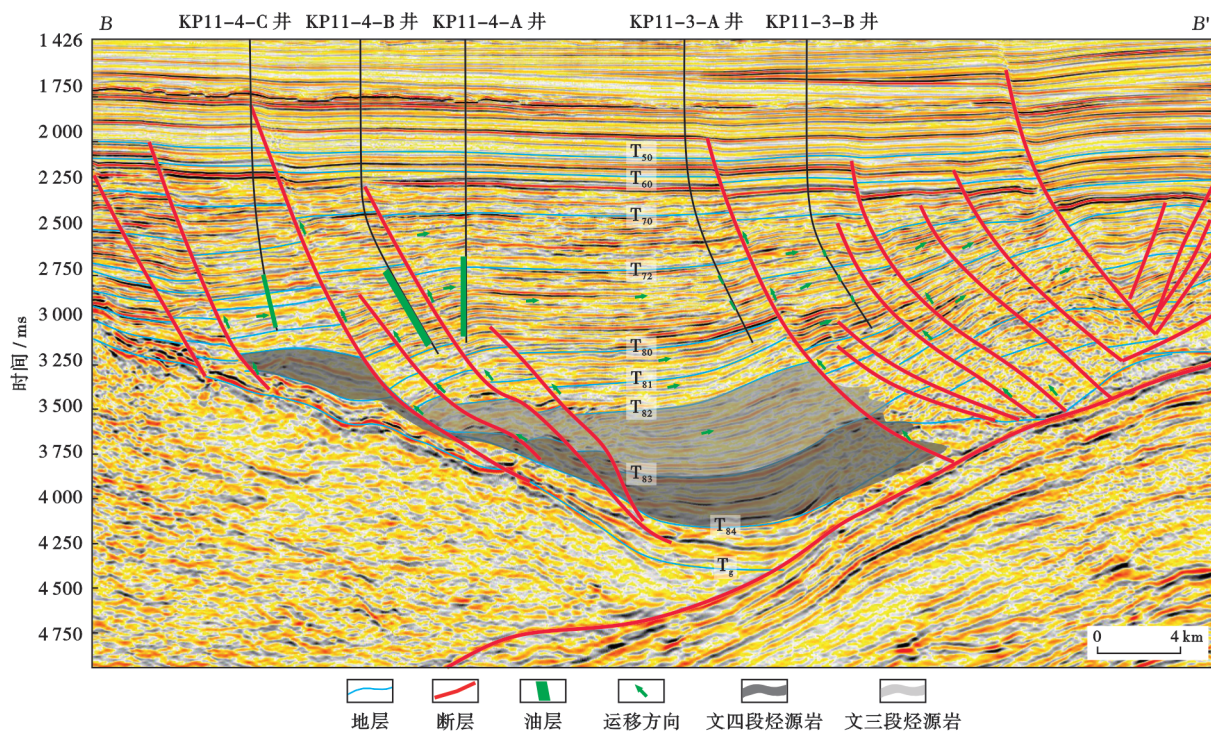 KP11-4-C 井 KP11-4-B 井 KP11-4-A 井 KP11-3-A 井 KP11-3-B 井
B B'
1 426
1 750
2 000
2 250
2 500
2 750
3 000
3 250
3 500
3 750
4 000
4 250
4 500
4 750
时间 / ms
T50
T60
T70
T72
T80
T81
T82
T83
T84
Tg
0 4 km
地层 断层 油层 运移方向 文四段烃源岩 文三段烃源岩